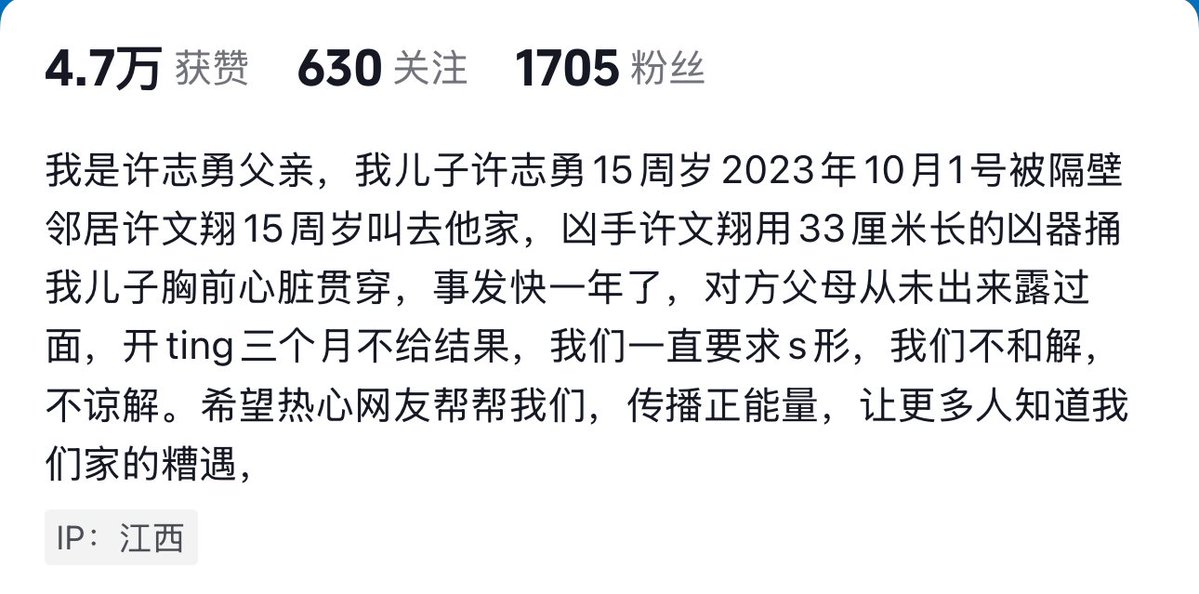 4.7万 获赞 630 关注 1705 粉丝
我是许志勇父亲，我儿子许志勇15周岁2023年10月1号被隔壁
邻居许文翔15周岁叫去他家，凶手许文翔用33厘米长的凶器捅
我儿子胸前心脏贯穿，事发快一年了，对方父母从未出来露过
面，开ting三个月不给结果，我们一直要求s形，我们不和解，
不谅解。希望热心网友帮帮我们，传播正能量，让更多人知道我
们家的糟遇，
IP：江西